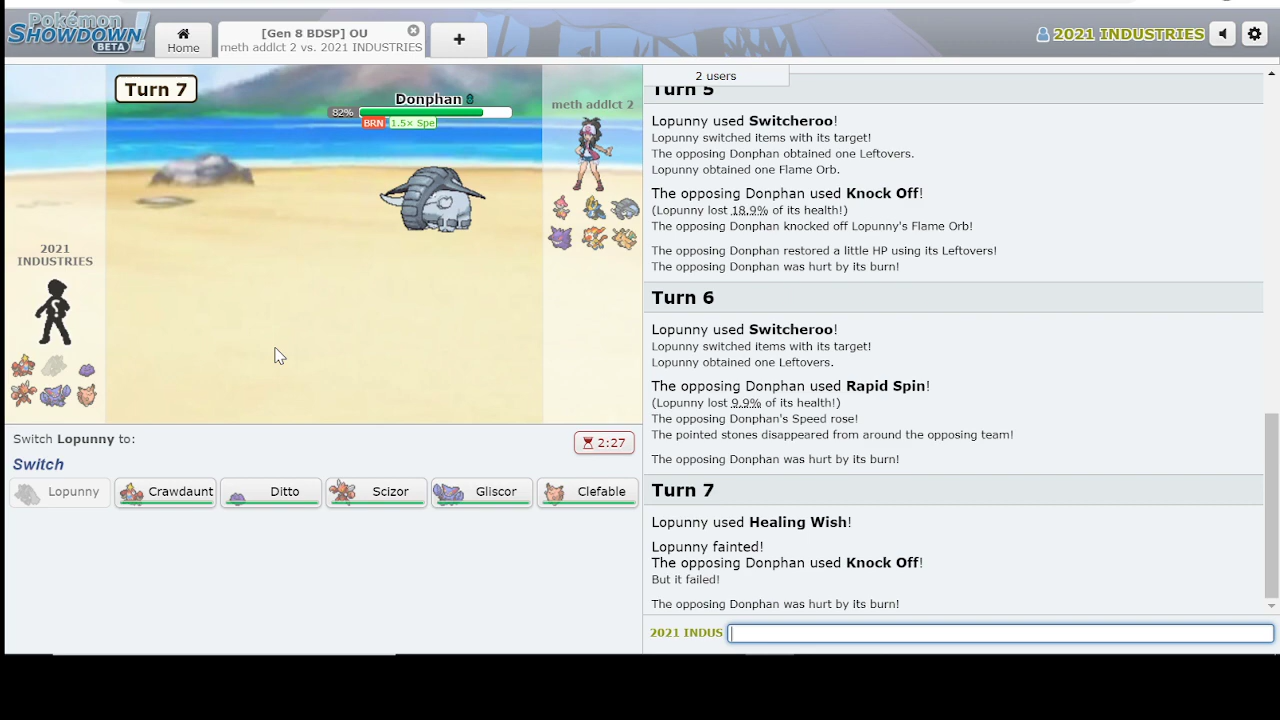 Pokémon
SHOWDOWN!
BETA
Home
[Gen 8 BDSP] OU
meth addict 2 vs. 2021 INDUSTRIES
+
2021 INDUSTRIES
Turn 7
Donphan
82%
BRN 1.5× Spe
meth addict 2
2021
INDUSTRIES
Switch Lopunny to:
2:27
Switch
Lopunny
Crawdaunt
Ditto
Scizor
Gliscor
Clefable
2 users
Turn 5
Lopunny used Switcheroo!
Lopunny switched items with its target!
The opposing Donphan obtained one Leftovers.
Lopunny obtained one Flame Orb.
The opposing Donphan used Knock Off!
(Lopunny lost 18.9% of its health!)
The opposing Donphan knocked off Lopunny's Flame Orb!
The opposing Donphan restored a little HP using its Leftovers!
The opposing Donphan was hurt by its burn!
Turn 6
Lopunny used Switcheroo!
Lopunny switched items with its target!
Lopunny obtained one Leftovers.
The opposing Donphan used Rapid Spin!
(Lopunny lost 9.9% of its health!)
The opposing Donphan's Speed rose!
The pointed stones disappeared from around the opposing team!
The opposing Donphan was hurt by its burn!
Turn 7
Lopunny used Healing Wish!
Lopunny fainted!
The opposing Donphan used Knock Off!
But it failed!
The opposing Donphan was hurt by its burn!
2021 INDUS